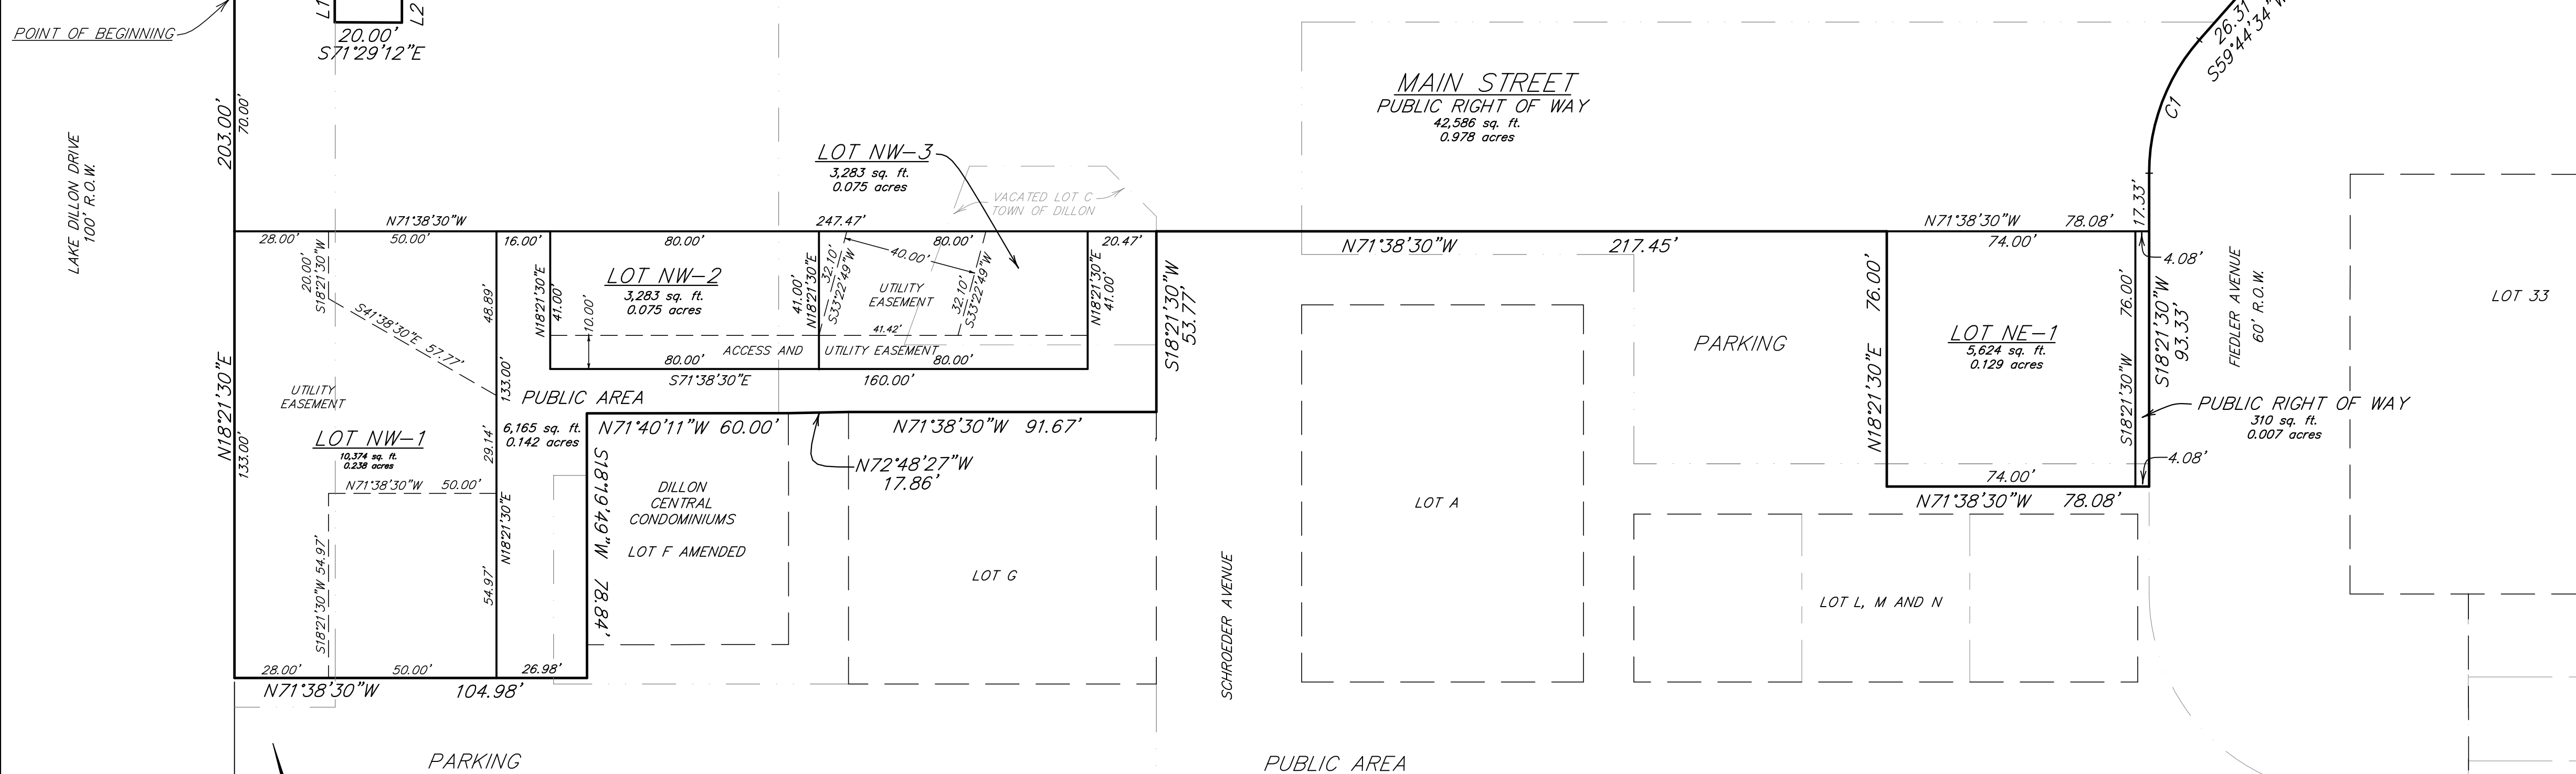 POINT OF BEGINNING
L1
L2
20.00'
S71°29'12"E
26.31'
S59°44'34"W
C1
MAIN STREET
PUBLIC RIGHT OF WAY
42,586 sq. ft.
0.978 acres
203.00'
70.00'
LAKE DILLON DRIVE
100' R.O.W.
LOT NW-3
3,283 sq. ft.
0.075 acres
VACATED LOT C
TOWN OF DILLON
N71°38'30"W
247.47'
28.00'
50.00'
16.00'
80.00'
80.00'
20.47'
N71°38'30"W 217.45'
N71°38'30"W 78.08'
74.00'
17.33'
4.08'
20.00'
S18°21'30"W
S41°38'30"E 57.77'
48.89'
N18°21'30"E
41.00'
LOT NW-2
3,283 sq. ft.
0.075 acres
10.00'
41.00'
N18°21'30"E
32.10'
S33°22'49"W
40.00'
UTILITY
EASEMENT
32.10'
S33°22'49"W
41.42'
N18°21'30"E
41.00'
S18°21'30"W
53.77'
ACCESS AND UTILITY EASEMENT
80.00'
80.00'
S71°38'30"E
160.00'
PARKING
N18°21'30"E 76.00'
LOT NE-1
5,624 sq. ft.
0.129 acres
76.00'
S18°21'30"W
S18°21'30"W
93.33'
FIEDLER AVENUE
60' R.O.W.
LOT 33
PUBLIC RIGHT OF WAY
310 sq. ft.
0.007 acres
4.08'
74.00'
N71°38'30"W 78.08'
N18°21'30"E
133.00'
UTILITY
EASEMENT
LOT NW-1
10,374 sq. ft.
0.238 acres
133.00'
29.14'
PUBLIC AREA
6,165 sq. ft.
0.142 acres
N71°40'11"W 60.00'
N71°38'30"W 91.67'
N72°48'27"W
17.86'
N71°38'30"W 50.00'
S18°21'30"W 54.97'
54.97'
N18°21'30"E
S18°19'49"W 78.84'
DILLON
CENTRAL
CONDOMINIUMS
LOT F AMENDED
LOT G
SCHROEDER AVENUE
LOT A
LOT L, M AND N
28.00'
50.00'
26.98'
N71°38'30"W 104.98'
PARKING
PUBLIC AREA